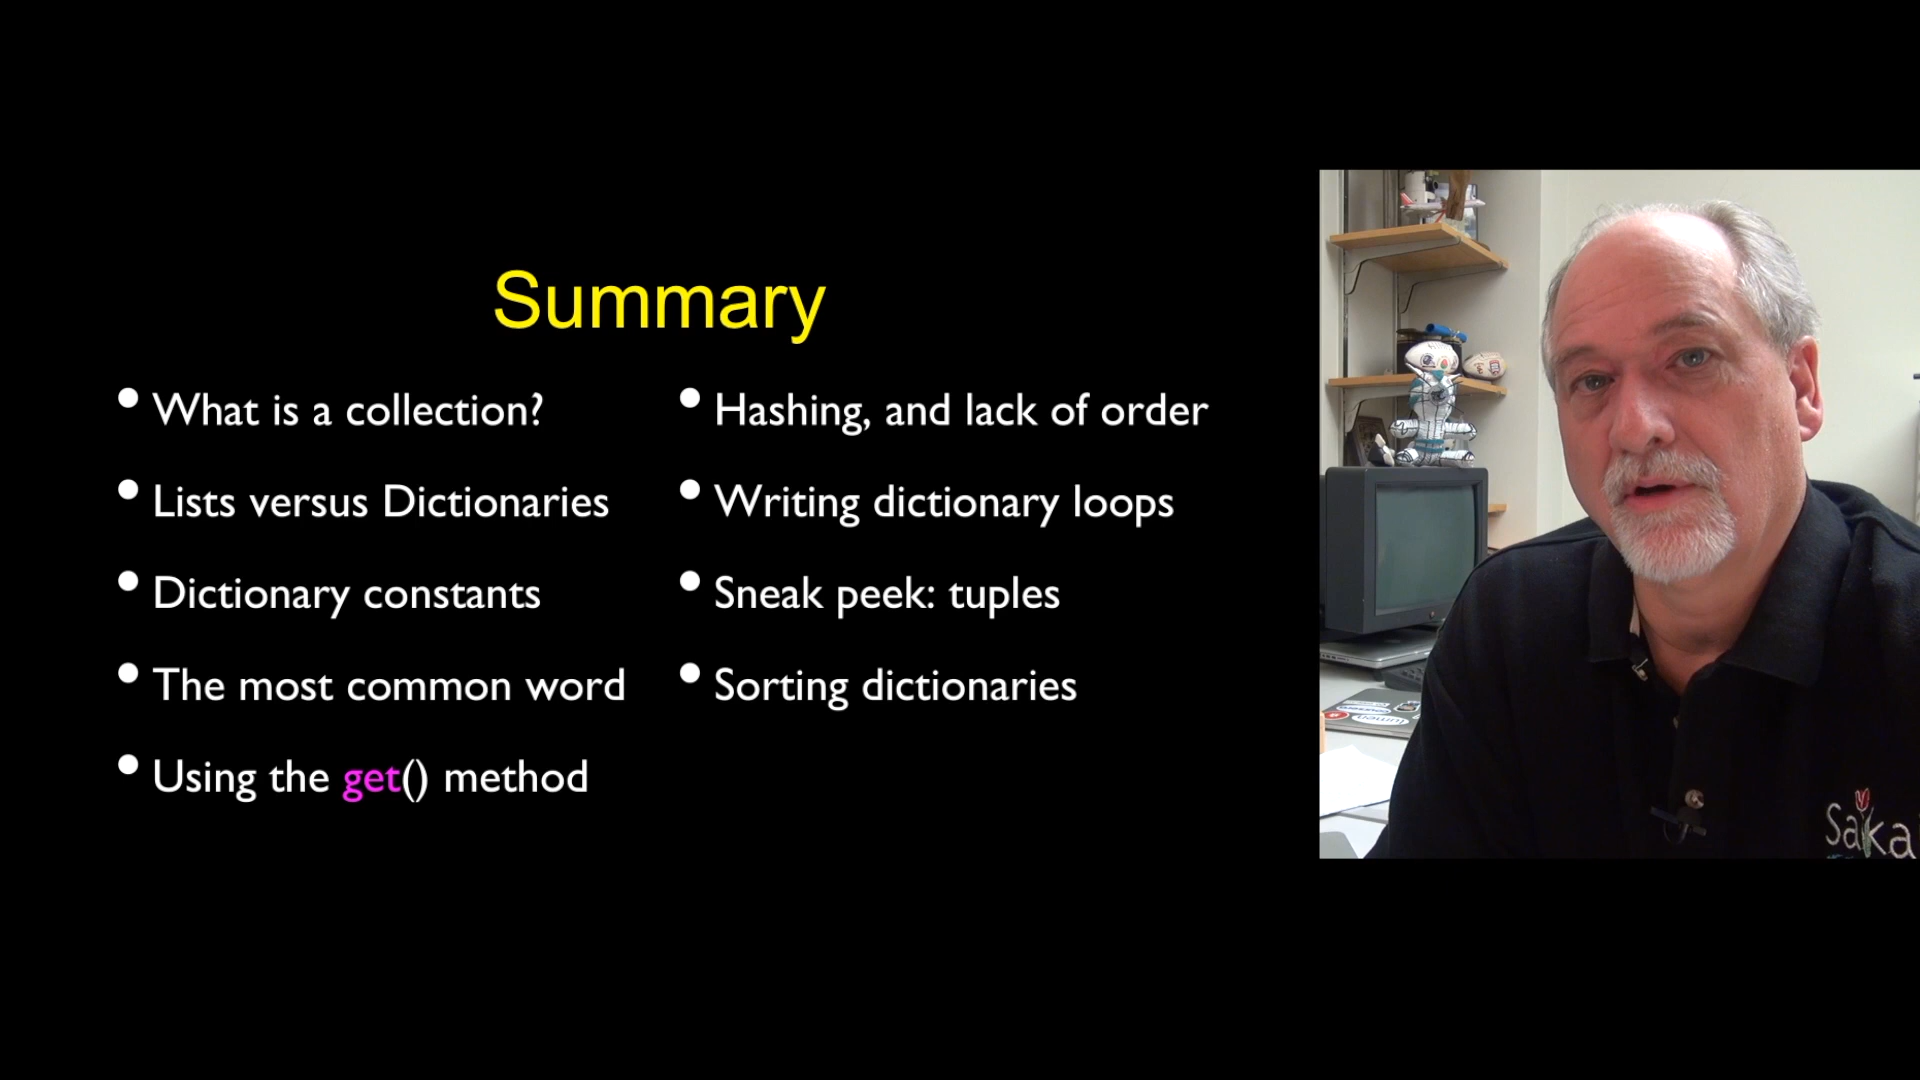 Summary
• What is a collection?
• Lists versus Dictionaries
• Dictionary constants
• The most common word
• Using the get() method
• Hashing, and lack of order
• Writing dictionary loops
• Sneak peek: tuples
• Sorting dictionaries
Saka